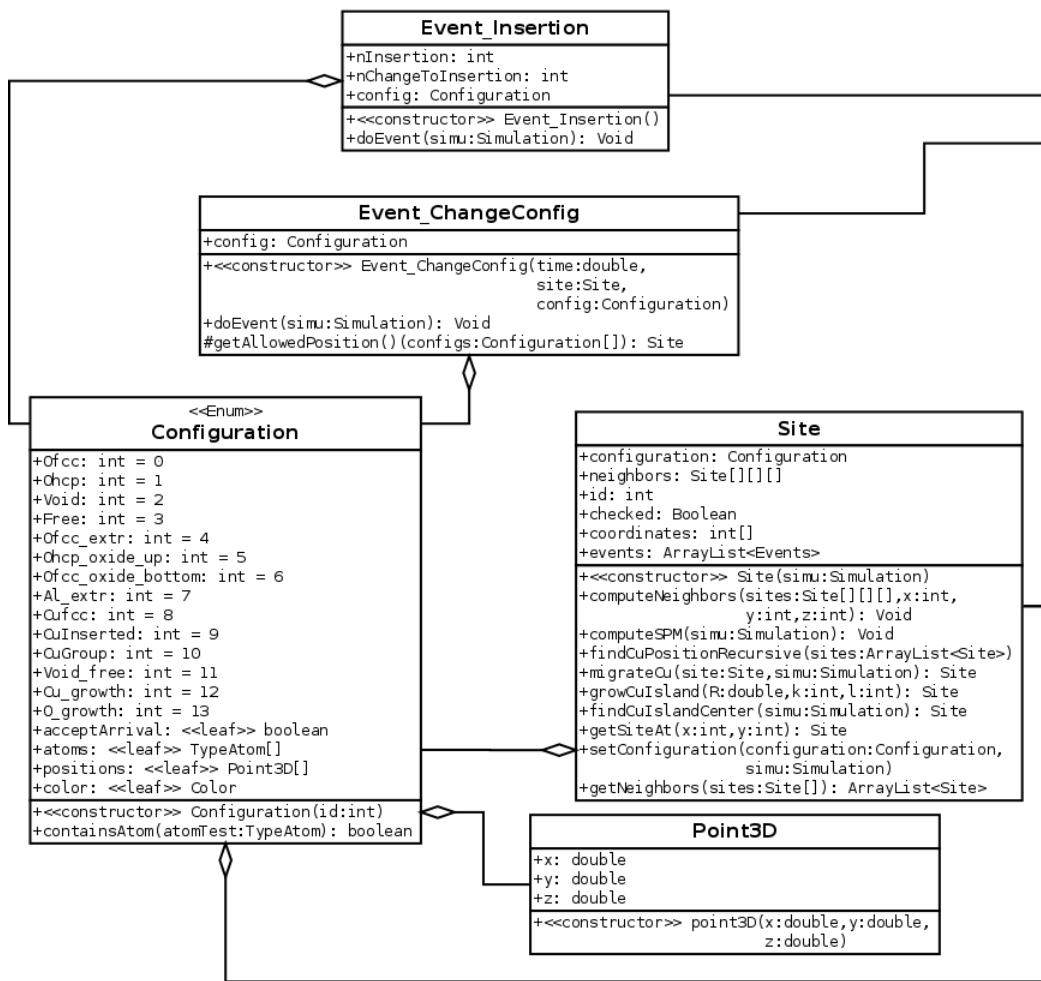 Event_Insertion
+nInsertion: int
+nChangeToInsertion: int
+config: Configuration
+<<constructor>> Event_Insertion()
+doEvent(simu:Simulation): Void
Event_ChangeConfig
+config: Configuration
+<<constructor>> Event_ChangeConfig(time:double,
site:Site,
config:Configuration)
+doEvent(simu:Simulation): Void
#getAllowedPosition()(configs:Configuration[]): Site
<<Enum>>
Configuration
+Ofcc: int = 0
+Ohcp: int = 1
+Void: int = 2
+Free: int = 3
+Ofcc_extr: int = 4
+Ohcp_oxide_up: int = 5
+Ofcc_oxide_bottom: int = 6
+Al_extr: int = 7
+Cufcc: int = 8
+CuInserted: int = 9
+CuGroup: int = 10
+Void_free: int = 11
+Cu_growth: int = 12
+O_growth: int = 13
+acceptArrival: <<leaf>> boolean
+atoms: <<leaf>> TypeAtom[]
+positions: <<leaf>> Point3D[]
+color: <<leaf>> Color
+<<constructor>> Configuration(id:int)
+containsAtom(atomTest:TypeAtom): boolean
Site
+configuration: Configuration
+neighbors: Site[][][]
+id: int
+checked: Boolean
+coordinates: int[]
+events: ArrayList<Events>
+<<constructor>> Site(simu:Simulation)
+computeNeighbors(sites:Site[][][],x:int,
y:int,z:int): Void
+computeSPM(simu:Simulation): Void
+findCuPositionRecursive(sites:ArrayList<Site>)
+migrateCu(site:Site,simu:Simulation): Site
+growCuIsland(R:double,k:int,l:int): Site
+findCuIslandCenter(simu:Simulation): Site
+getSiteAt(x:int,y:int): Site
+setConfiguration(configuration:Configuration,
simu:Simulation)
+getNeighbors(sites:Site[]): ArrayList<Site>
Point3D
+x: double
+y: double
+z: double
+<<constructor>> point3D(x:double,y:double,
z:double)